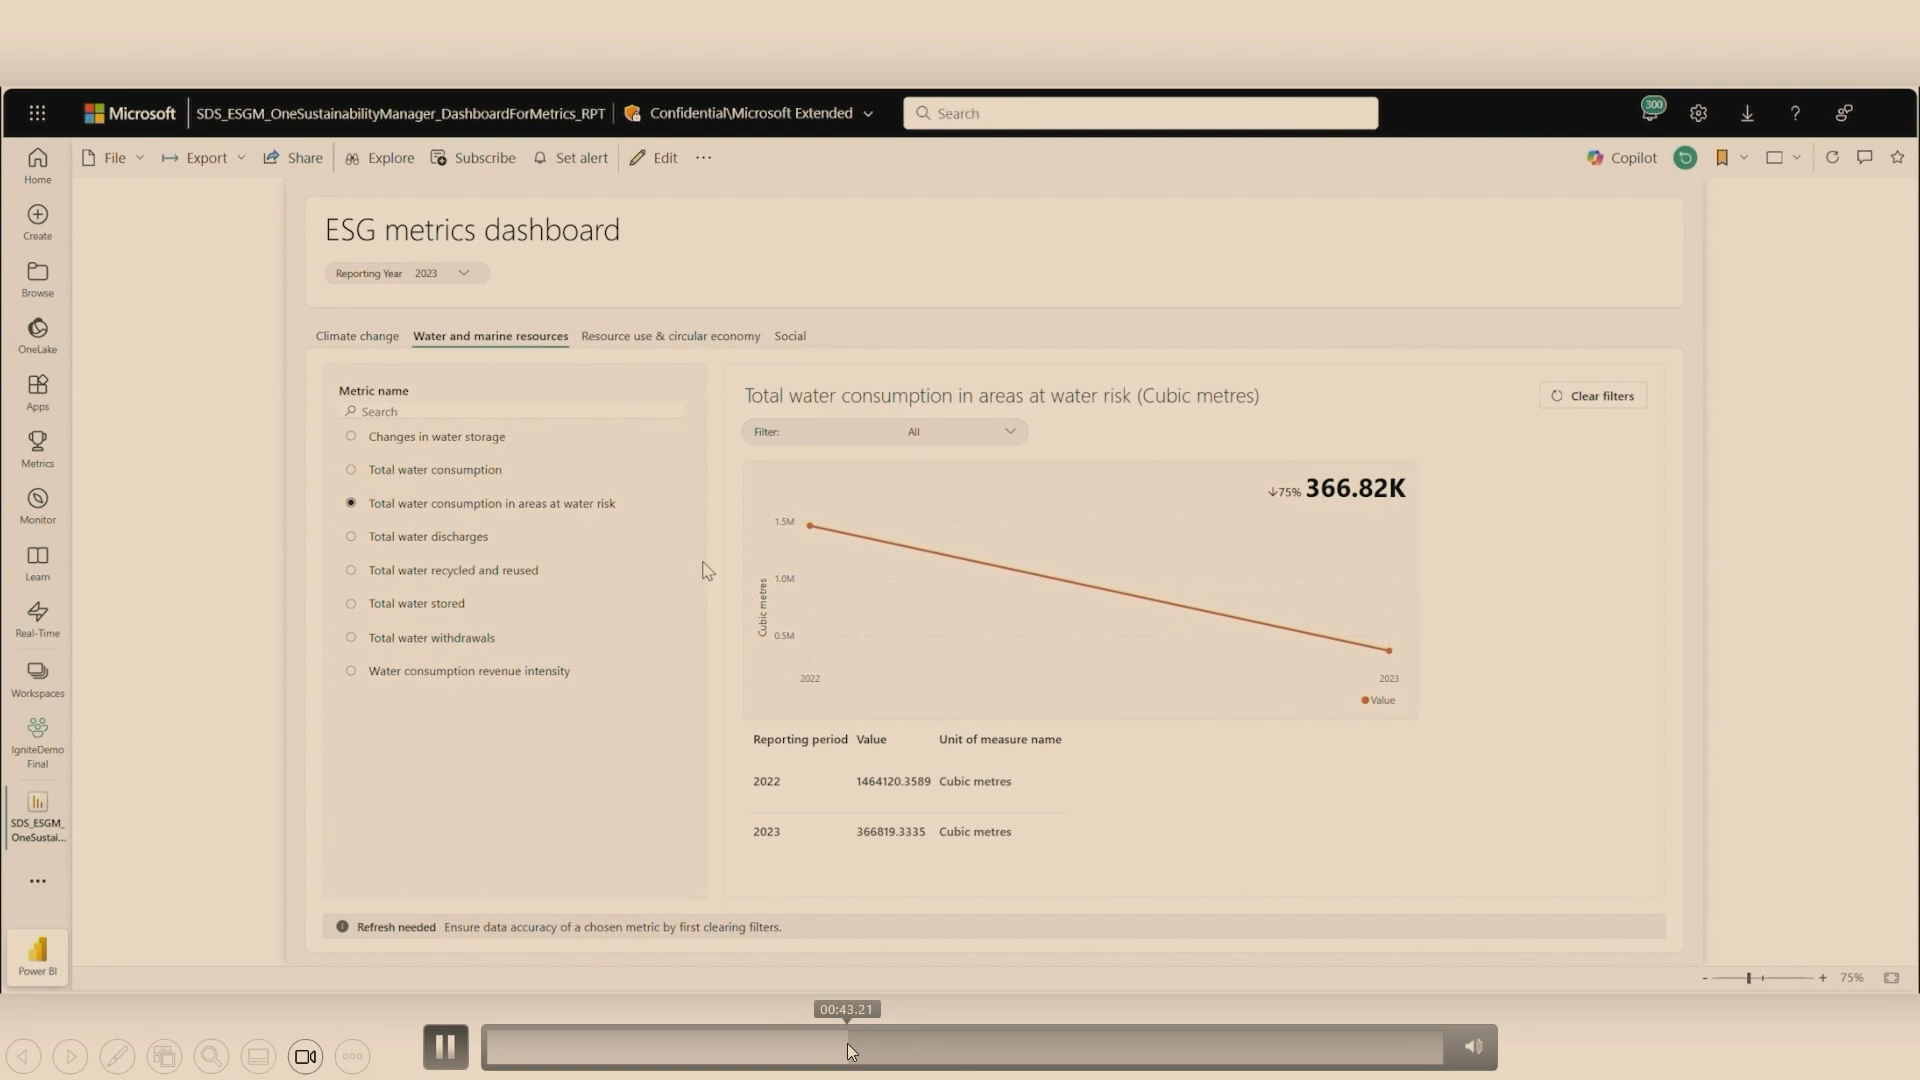 Microsoft SDS_ESGM_OneSustainabilityManager_DashboardForMetrics_RPT Confidential\Microsoft Extended Search 300 ?
File Export Share Explore Subscribe Set alert Edit ... Copilot
Home
Create
Browse
OneLake
Apps
Metrics
Monitor
Learn
Real-Time
Workspaces
IgniteDemo
Final
SDS_ESGM_
OneSustai...
Power BI
ESG metrics dashboard
Reporting Year 2023
Climate change Water and marine resources Resource use & circular economy Social
Metric name
Search
Changes in water storage
Total water consumption
Total water consumption in areas at water risk
Total water discharges
Total water recycled and reused
Total water stored
Total water withdrawals
Water consumption revenue intensity
Total water consumption in areas at water risk (Cubic metres)
Clear filters
Filter: All
↓75% 366.82K
1.5M
1.0M
0.5M
Cubic metres
2022 2023
Value
Reporting period Value Unit of measure name
2022 1464120.3589 Cubic metres
2023 366819.3335 Cubic metres
Refresh needed Ensure data accuracy of a chosen metric by first clearing filters.
- + 75%
00:43.21